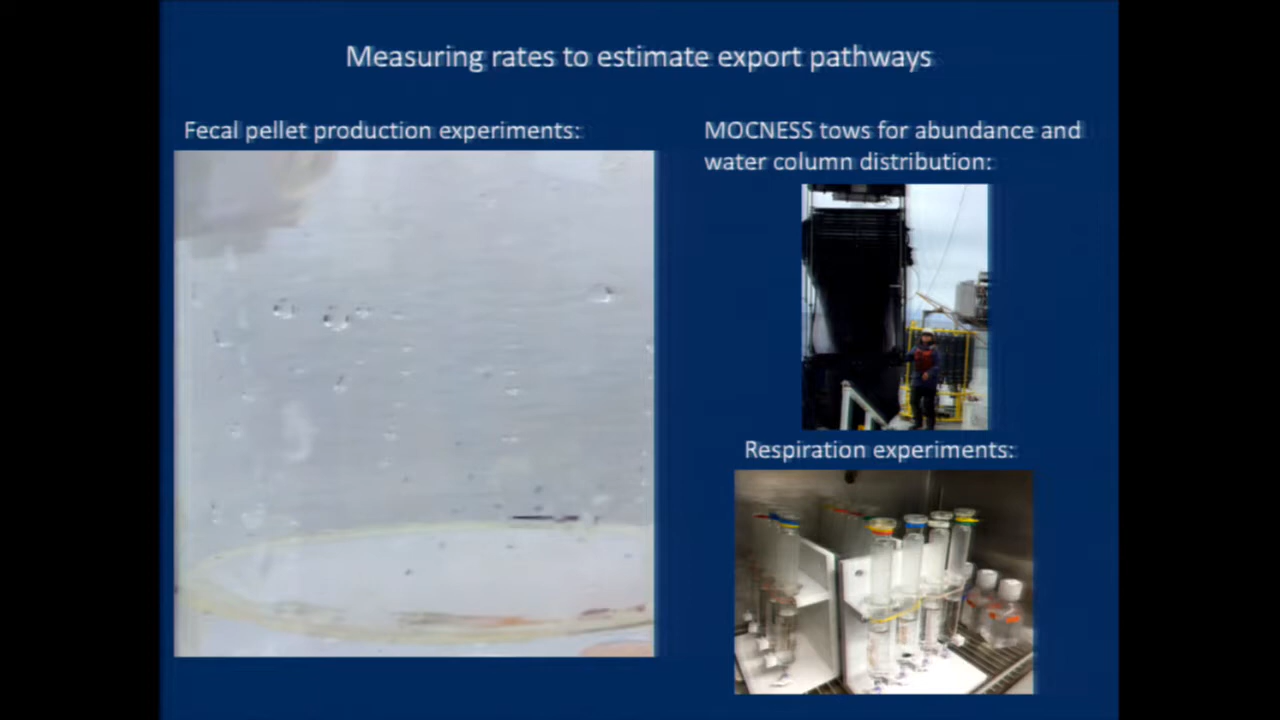 Measuring rates to estimate export pathways
Fecal pellet production experiments:
MOCNESS tows for abundance and
water column distribution:
Respiration experiments: